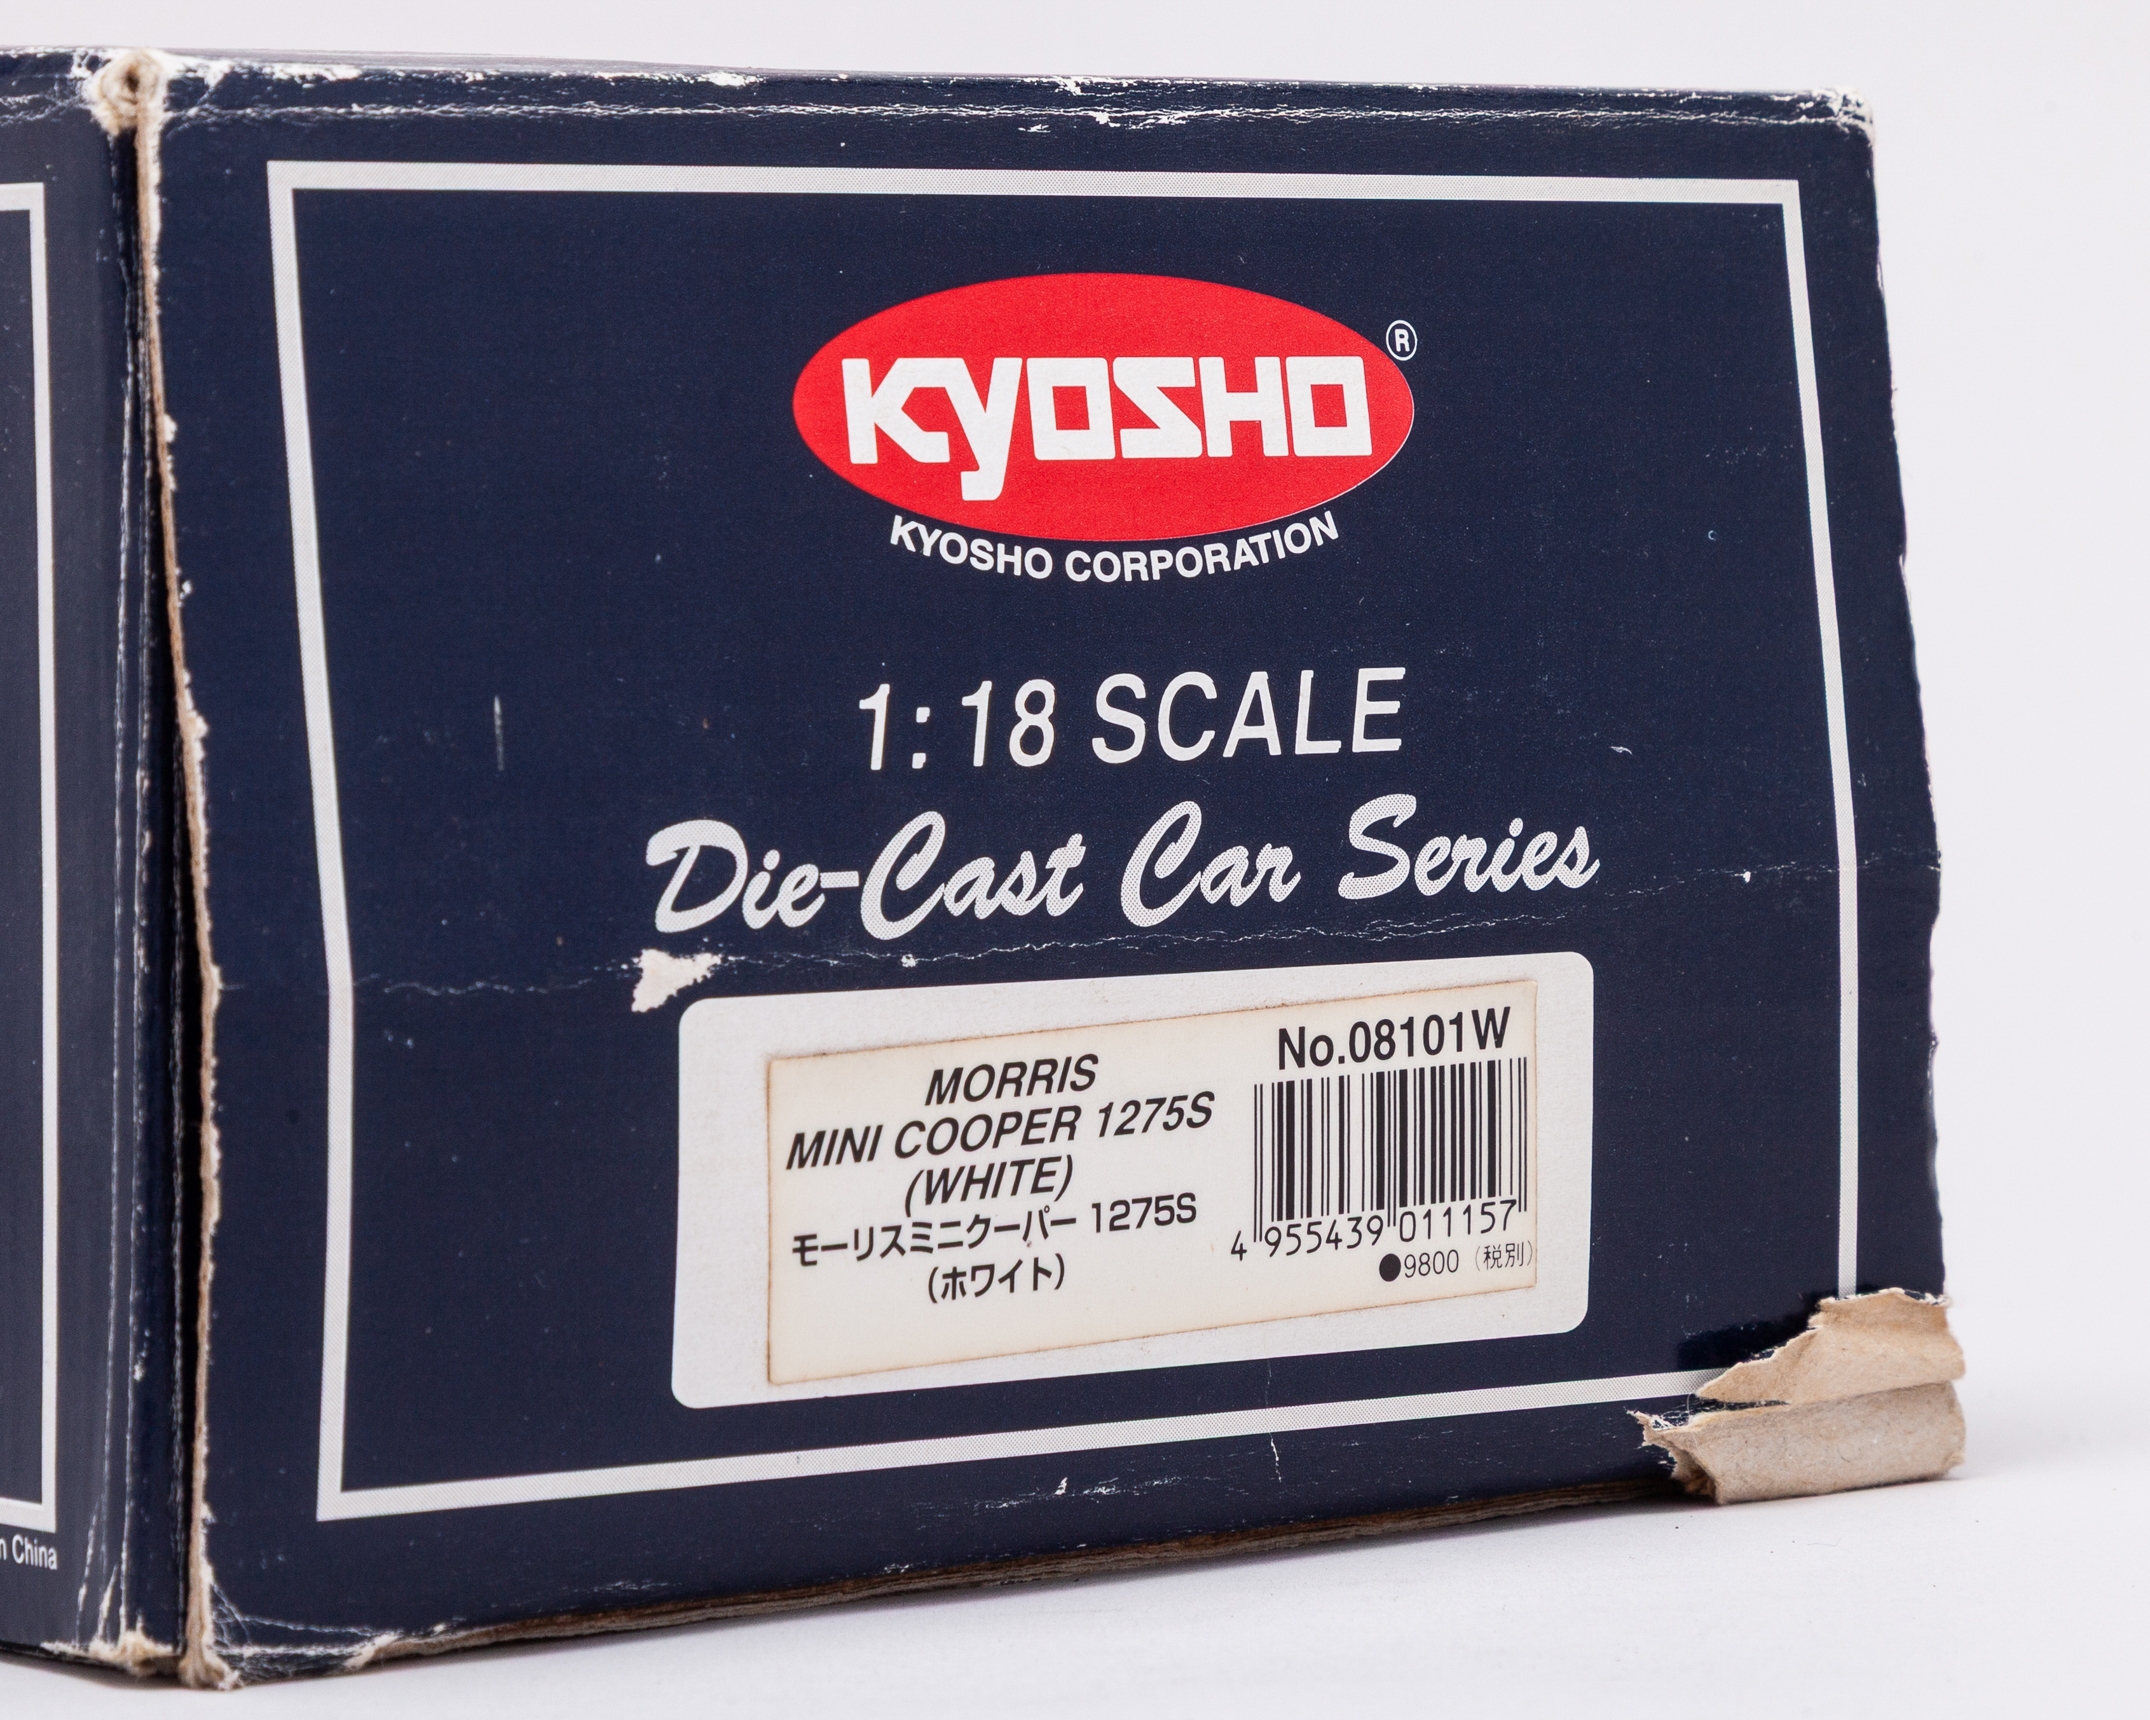 KYOSHO ®
KYOSHO CORPORATION
1:18 SCALE
Die-Cast Car Series
MORRIS
MINI COOPER 1275S
(WHITE)
モーリスミニクーパー 1275S
(ホワイト)
No.08101W
4 955439 011157
●9800 (税別)
China